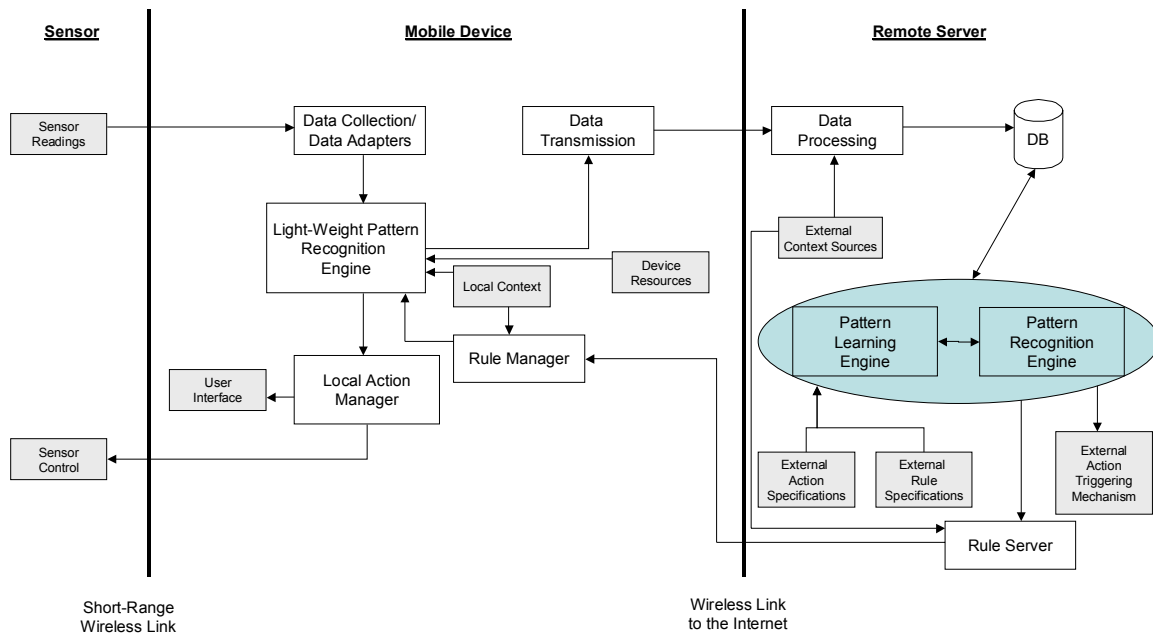 Sensor
Mobile Device
Remote Server
Sensor
Readings
Data Collection/
Data Adapters
Data
Transmission
Data
Processing
DB
Light-Weight Pattern
Recognition
Engine
External
Context Sources
Device
Resources
Local Context
Pattern
Learning
Engine
Pattern
Recognition
Engine
Rule Manager
User
Interface
Local Action
Manager
Sensor
Control
External
Action
Specifications
External
Rule
Specifications
External
Action
Triggering
Mechanism
Rule Server
Short-Range
Wireless Link
Wireless Link
to the Internet